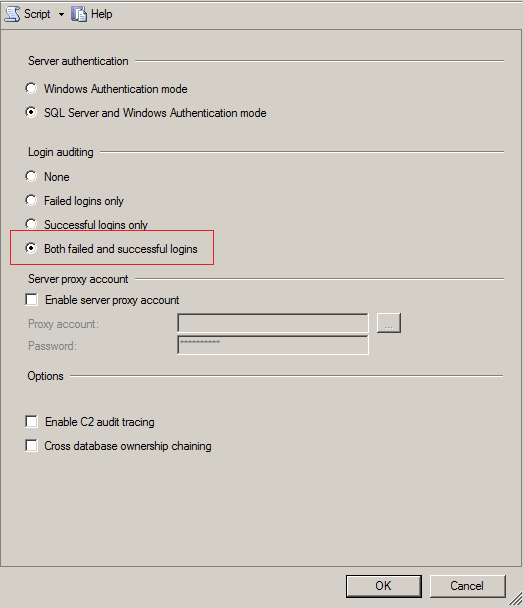 Script Help
Server authentication
Windows Authentication mode
SQL Server and Windows Authentication mode
Login auditing
None
Failed logins only
Successful logins only
Both failed and successful logins
Server proxy account
Enable server proxy account
Proxy account: ...
Password: **********
Options
Enable C2 audit tracing
Cross database ownership chaining
OK Cancel